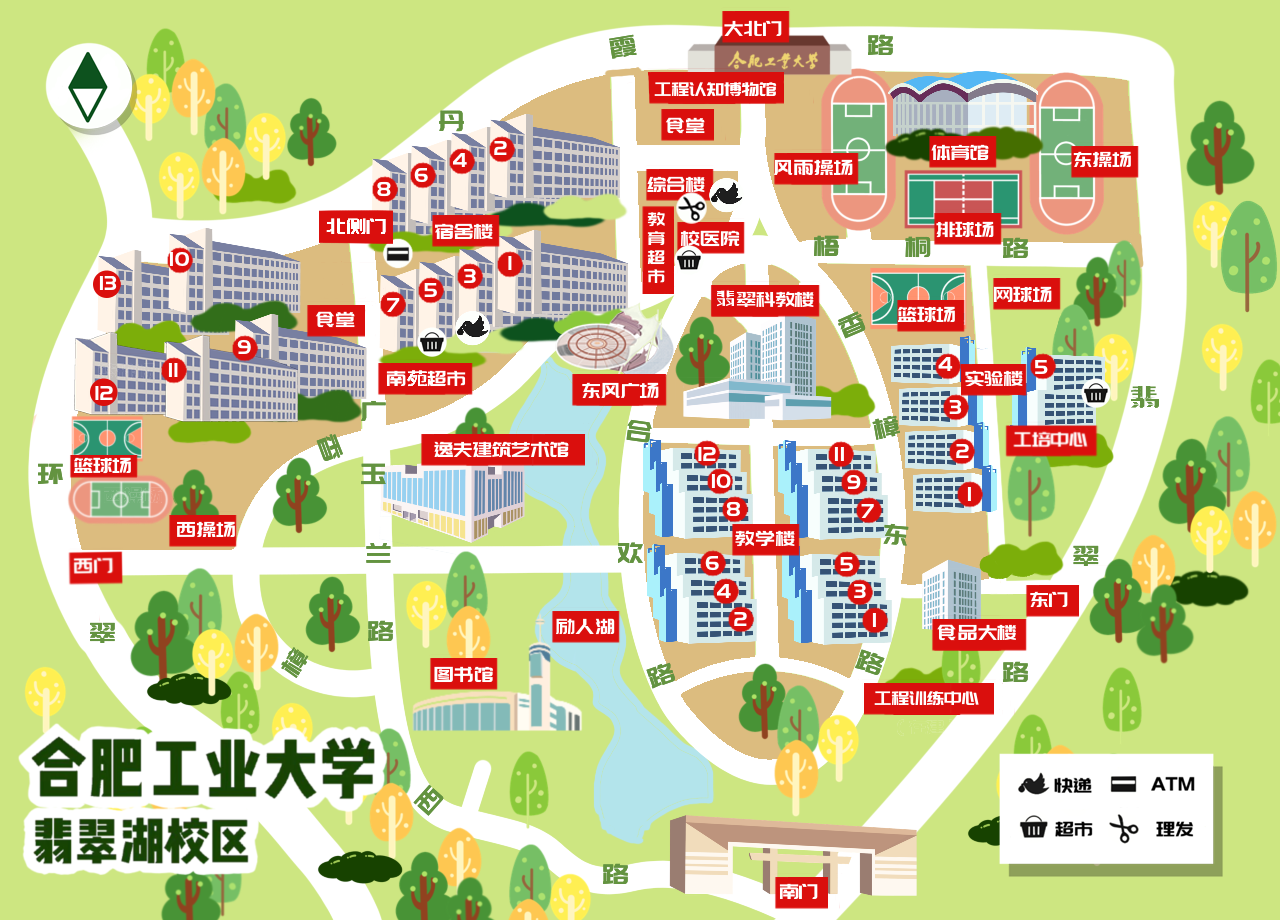 大北门
霞
路
合肥工业大学
工程认知博物馆
食堂
丹
2
4
6
8
体育馆
东操场
风雨操场
综合楼
北侧门
宿舍楼
教育超市
校医院
排球场
梧
桐
路
10
13
1
3
5
7
翡翠科教楼
网球场
篮球场
食堂
香
9
11
12
南苑超市
东风广场
4
实验楼
5
3
翡
广
合
樟
2
工培中心
逸夫建筑艺术馆
篮球场
环
玉
1
12
10
8
11
9
7
西操场
教学楼
东
西门
兰
欢
翠
6
4
2
5
3
1
东门
励人湖
食品大楼
翠
路
樟
图书馆
路
路
路
工程训练中心
合肥工业大学
翡翠湖校区
西
路
南门
快递
ATM
超市
理发